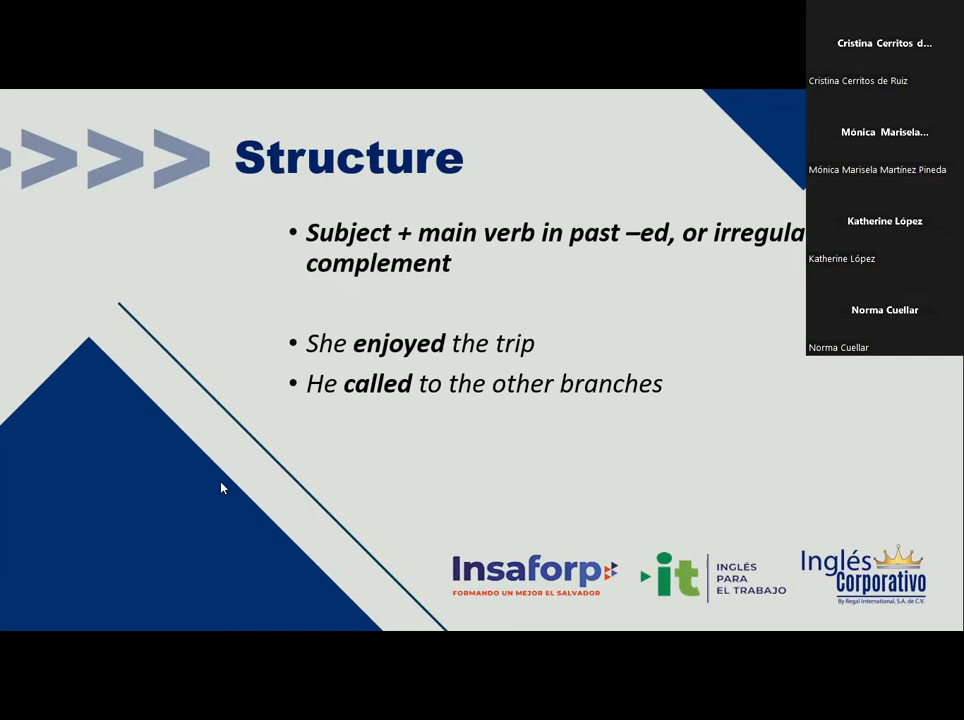 Structure
• Subject + main verb in past –ed, or irregula
complement
• She enjoyed the trip
• He called to the other branches
Insaforp
FORMANDO UN MEJOR EL SALVADOR
it
INGLÉS
PARA
EL TRABAJO
Inglés
Corporativo
By Regal International, S.A. de C.V.
Cristina Cerritos d...
Cristina Cerritos de Ruiz
Mónica Marisela...
Mónica Marisela Martínez Pineda
Katherine López
Katherine López
Norma Cuellar
Norma Cuellar